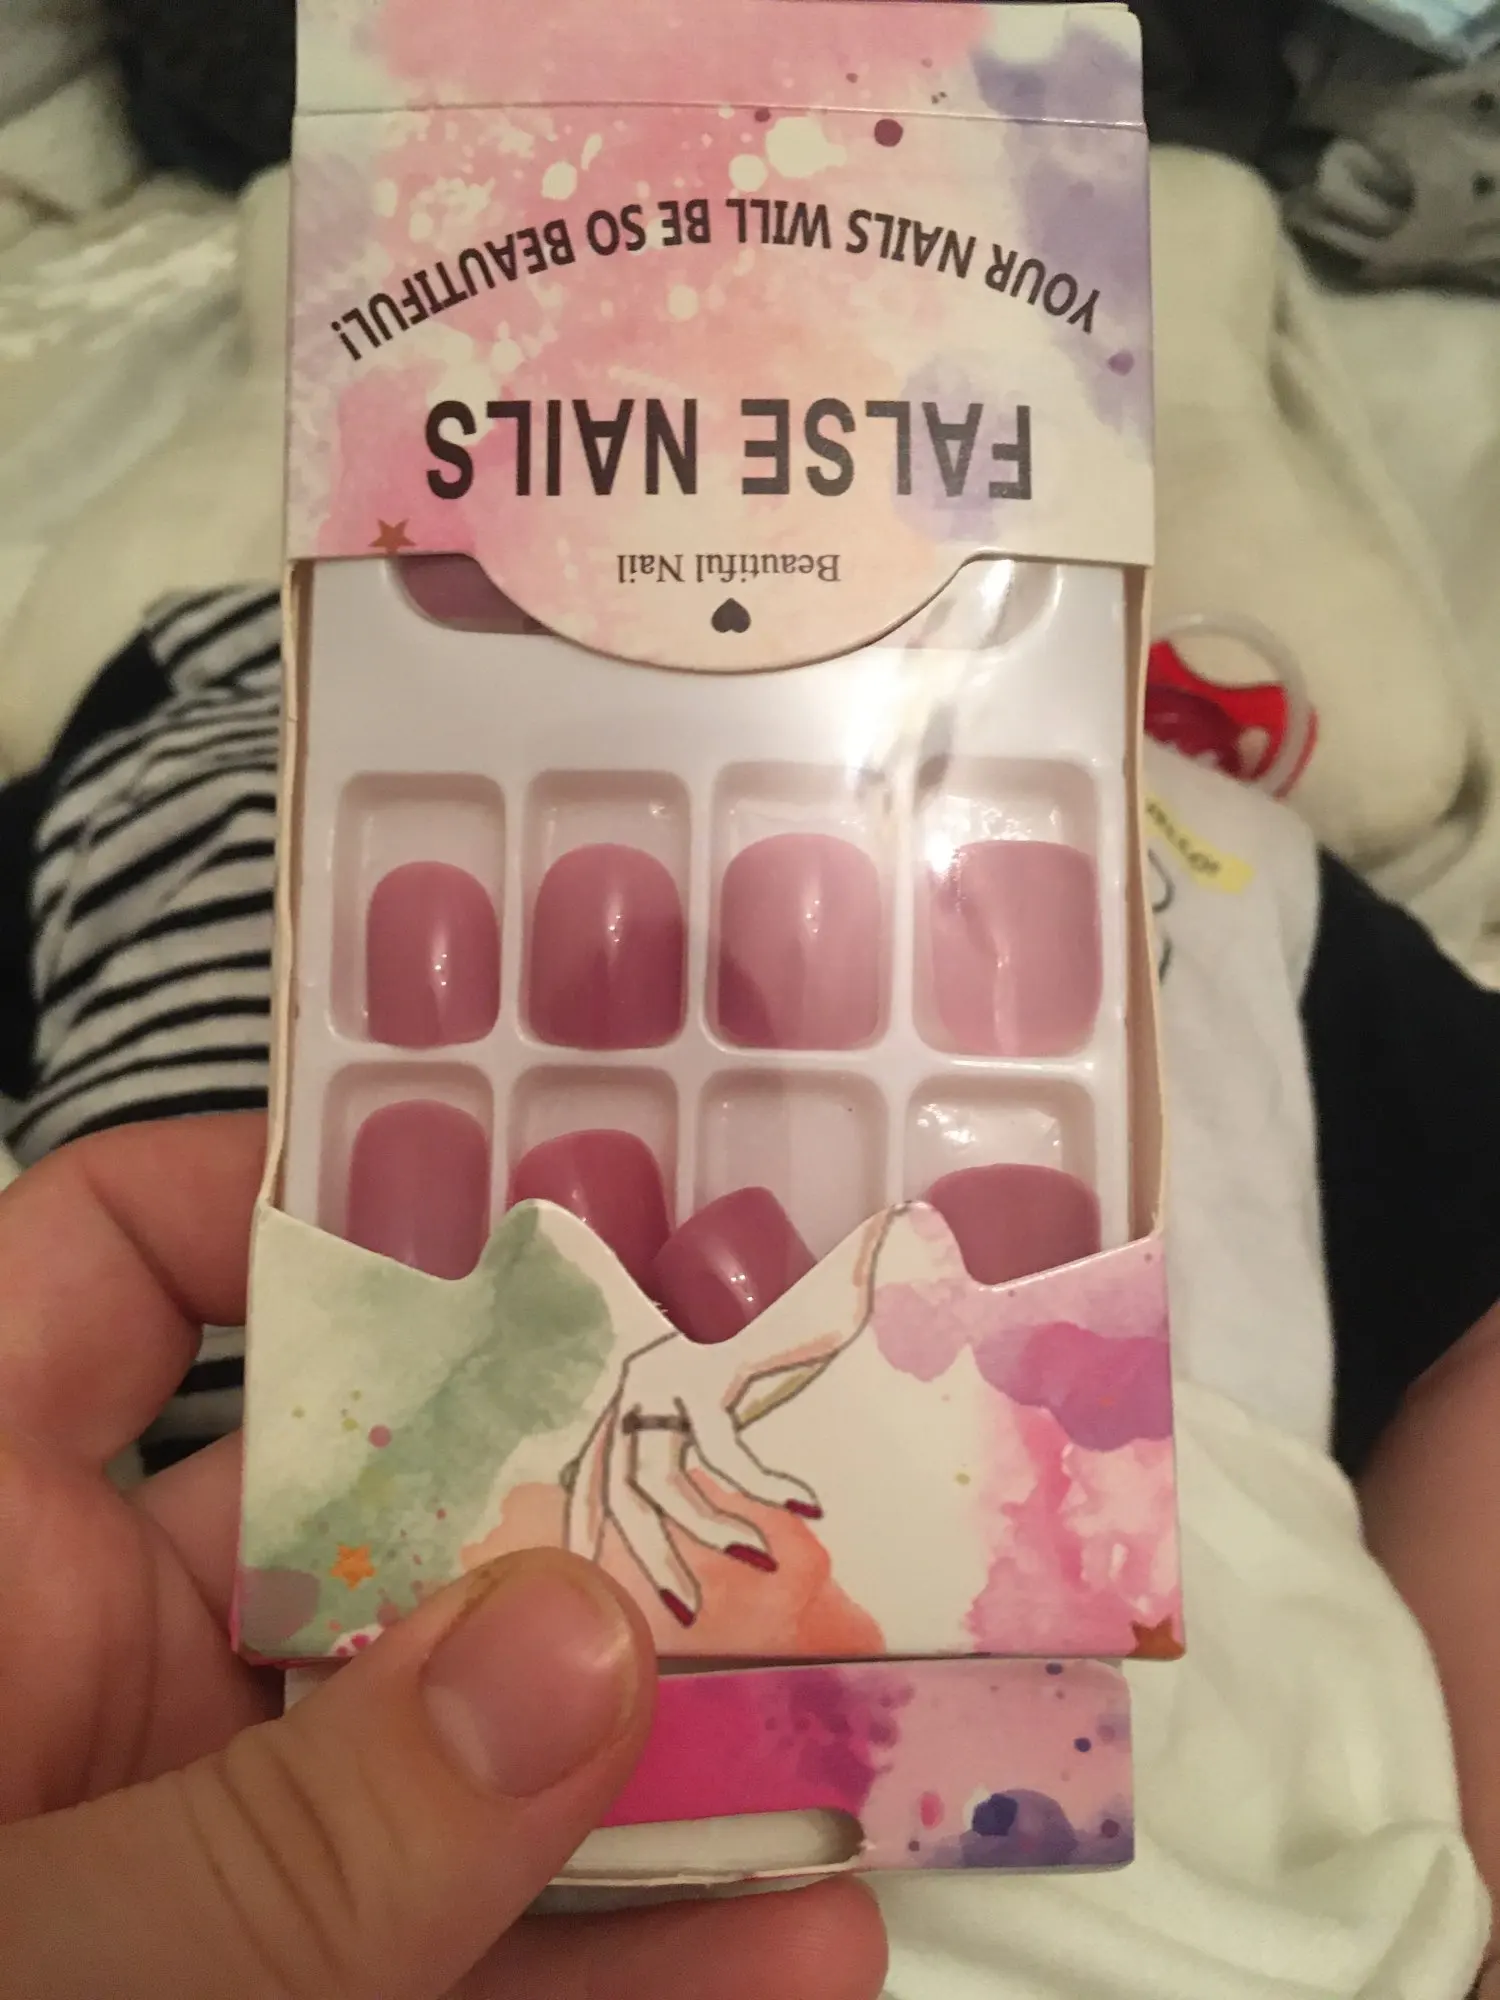 Beautiful Nail
FALSE NAILS
YOUR NAILS WILL BE SO BEAUTIFUL!